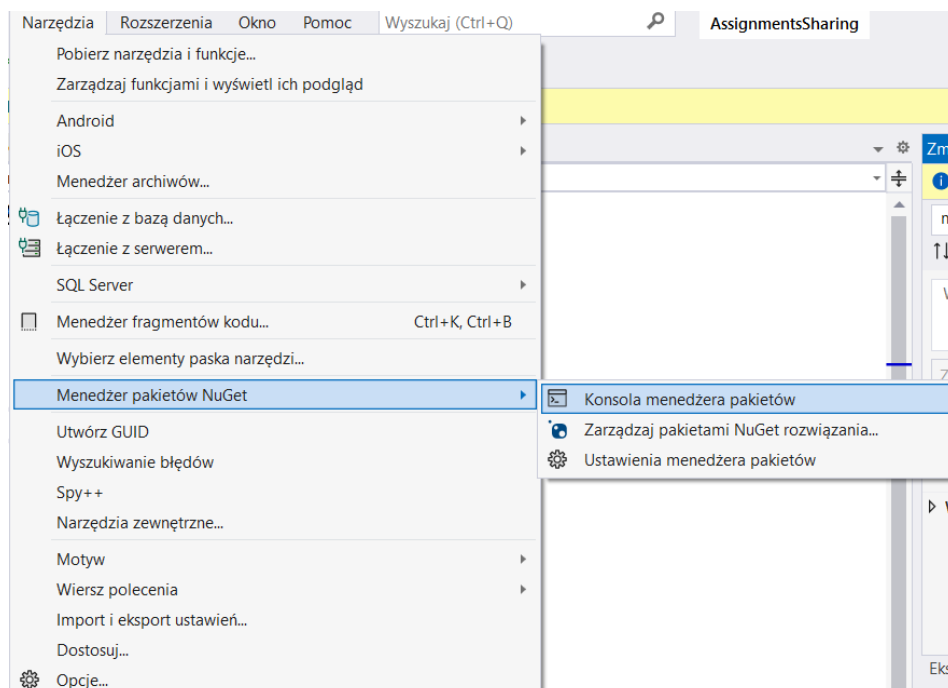 Narzędzia Rozszerzenia Okno Pomoc Wyszukaj (Ctrl+Q) AssignmentsSharing
Pobierz narzędzia i funkcje...
Zarządzaj funkcjami i wyświetl ich podgląd
Android
iOS
Menedżer archiwów...
Łączenie z bazą danych...
Łączenie z serwerem...
SQL Server
Menedżer fragmentów kodu... Ctrl+K, Ctrl+B
Wybierz elementy paska narzędzi...
Menedżer pakietów NuGet
Konsola menedżera pakietów
Zarządzaj pakietami NuGet rozwiązania...
Ustawienia menedżera pakietów
Utwórz GUID
Wyszukiwanie błędów
Spy++
Narzędzia zewnętrzne...
Motyw
Wiersz polecenia
Import i eksport ustawień...
Dostosuj...
Opcje...
Zm
Eks